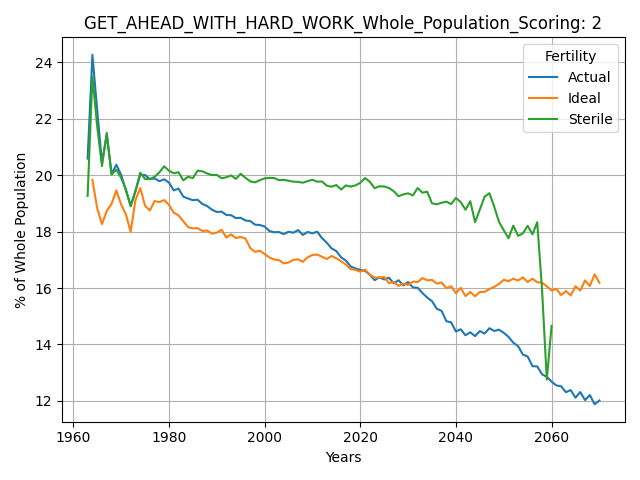 GET_AHEAD_WITH_HARD_WORK_Whole_Population_Scoring: 2
Fertility
Actual
Ideal
Sterile
% of Whole Population
24
22
20
18
16
14
12
1960
1980
2000
2020
2040
2060
Years